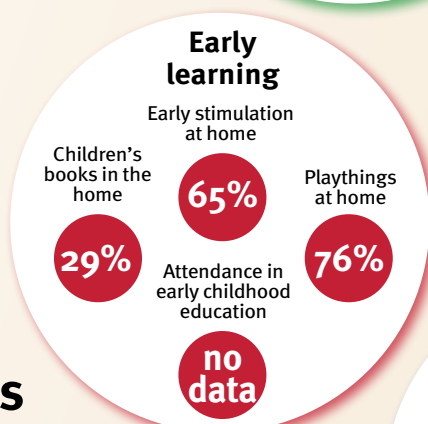 Early
learning
Early stimulation
at home
65%
Children's
books in the
home
29%
Playthings
at home
76%
Attendance in
early childhood
education
no
data
s